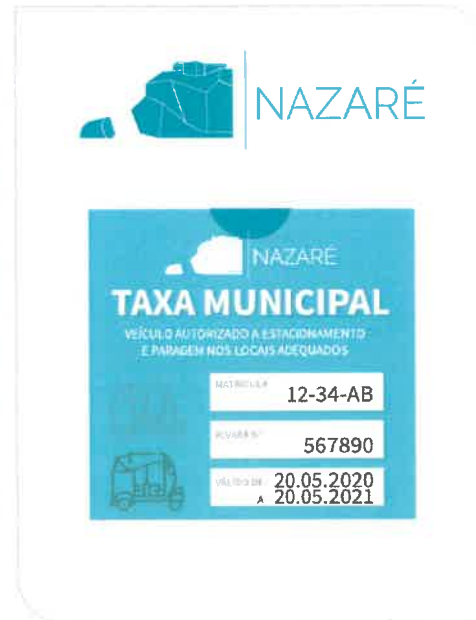 NAZARÉ
NAZARÉ
TAXA MUNICIPAL
VEÍCULO AUTORIZADO A ESTACIONAMENTO
E PARAGEM NOS LOCAIS ADEQUADOS
MATRÍCULA
12-34-AB
ALVARÁ N.º
567890
VÁLIDO DE 20.05.2020
A 20.05.2021